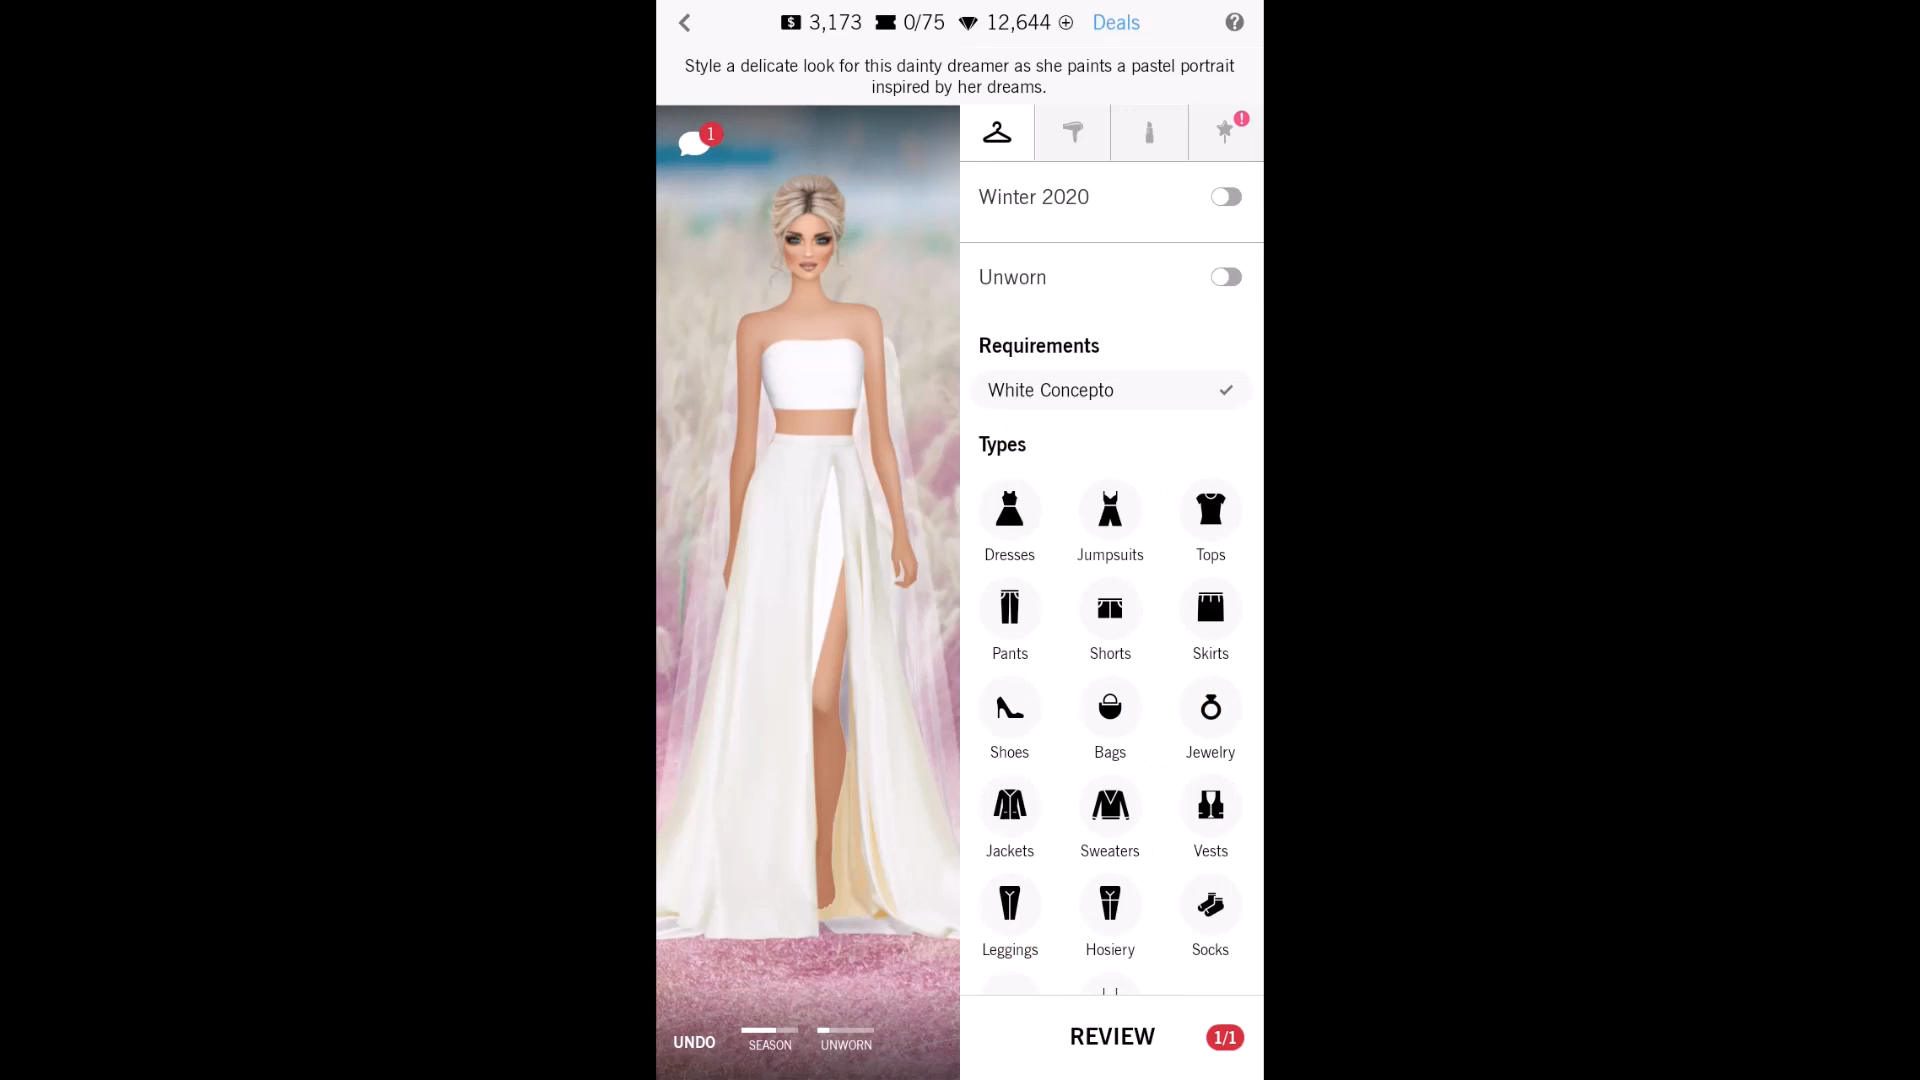 $ 3,173 0/75 12,644 Deals ?
Style a delicate look for this dainty dreamer as she paints a pastel portrait
inspired by her dreams.
1
!
Winter 2020
Unworn
Requirements
White Concepto
Types
Dresses Jumpsuits Tops
Pants Shorts Skirts
Shoes Bags Jewelry
Jackets Sweaters Vests
Leggings Hosiery Socks
UNDO SEASON UNWORN
REVIEW 1/1